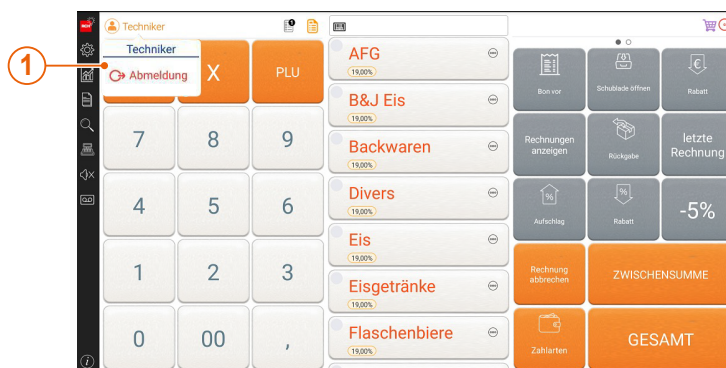 Techniker
Techniker
Abmeldung
1
X
PLU
7
8
9
4
5
6
1
2
3
0
00
,
AFG
19,00%
B&J Eis
19,00%
Backwaren
19,00%
Divers
19,00%
Eis
19,00%
Eisgetränke
19,00%
Flaschenbiere
19,00%
Bon vor
Schublade öffnen
Rabatt
Rechnungen
anzeigen
Rückgabe
letzte
Rechnung
Aufschlag
Rabatt
-5%
Rechnung
abbrechen
ZWISCHENSUMME
Zahlarten
GESAMT